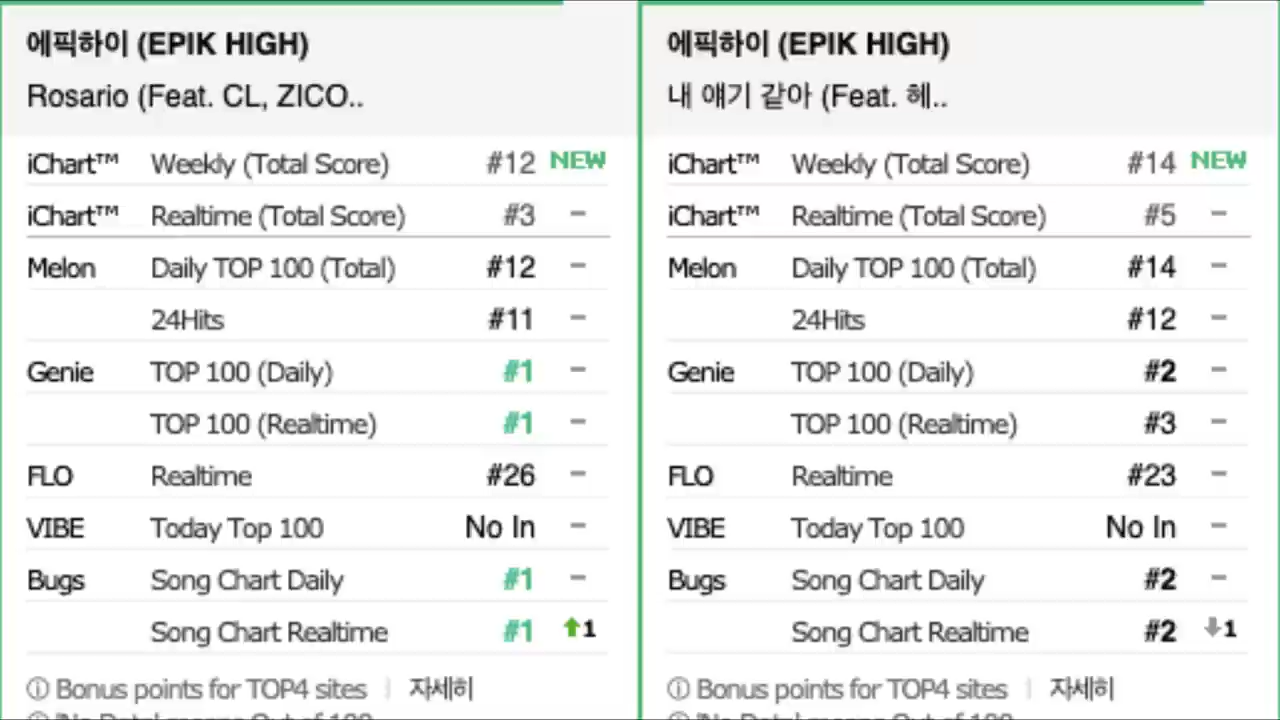 에픽하이 (EPIK HIGH)
Rosario (Feat. CL, ZICO..
iChart™ Weekly (Total Score) #12 NEW
iChart™ Realtime (Total Score) #3 –
Melon Daily TOP 100 (Total) #12 –
24Hits #11 –
Genie TOP 100 (Daily) #1 –
TOP 100 (Realtime) #1 –
FLO Realtime #26 –
VIBE Today Top 100 No In –
Bugs Song Chart Daily #1 –
Song Chart Realtime #1 ⬆1
ⓘ Bonus points for TOP4 sites | 자세히
에픽하이 (EPIK HIGH)
내 얘기 같아 (Feat. 헤..
iChart™ Weekly (Total Score) #14 NEW
iChart™ Realtime (Total Score) #5 –
Melon Daily TOP 100 (Total) #14 –
24Hits #12 –
Genie TOP 100 (Daily) #2 –
TOP 100 (Realtime) #3 –
FLO Realtime #23 –
VIBE Today Top 100 No In –
Bugs Song Chart Daily #2 –
Song Chart Realtime #2 ⬇1
ⓘ Bonus points for TOP4 sites | 자세히